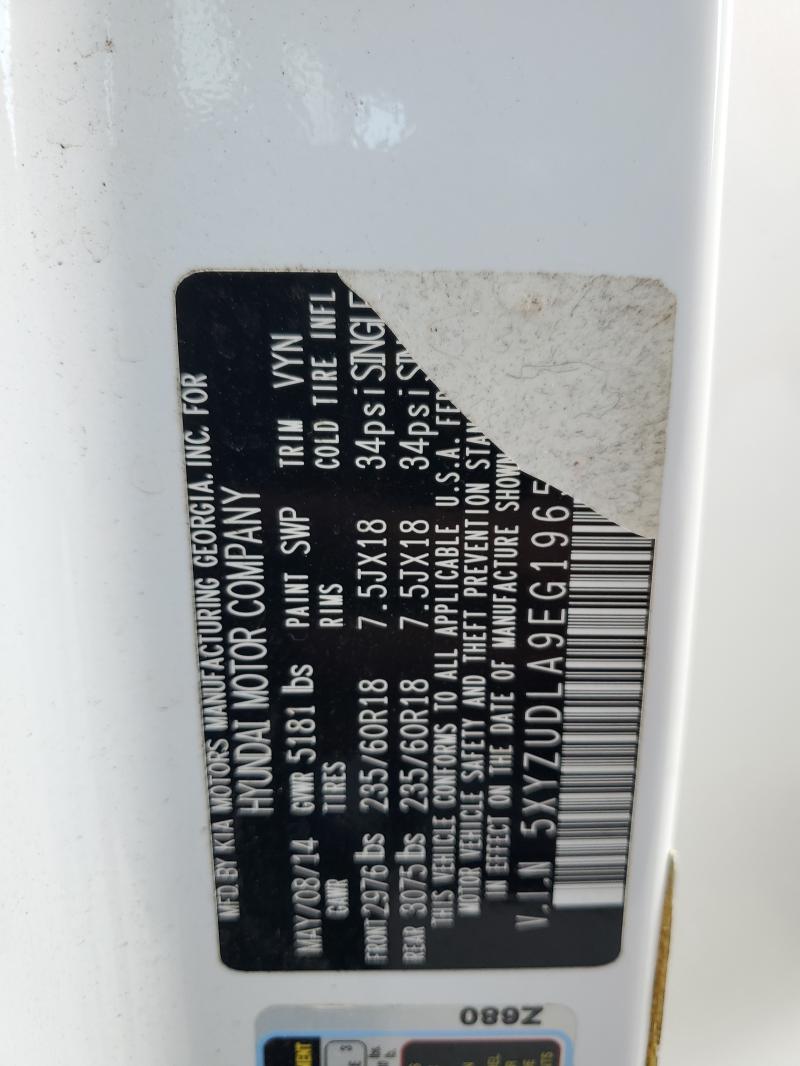 MFD. BY KIA MOTORS MANUFACTURING GEORGIA. INC. FOR
HYUNDAI MOTOR COMPANY
MAY/08/14 GVWR 5181 lbs PAINT SWP TRIM VYN
GAWR TIRES RIMS COLD TIRE INFL
FRONT 2976 lbs 235/60R18 7.5JX18 34psi SINGLE
REAR 3075 lbs 235/60R18 7.5JX18 34psi
THIS VEHICLE CONFORMS TO ALL APPLICABLE U.S.A.
MOTOR VEHICLE SAFETY AND THEFT PREVENTION STA
IN EFFECT ON THE DATE OF MANUFACTURE SHOWN
V.I.N 5XYZUDLA9EG1965
Z680